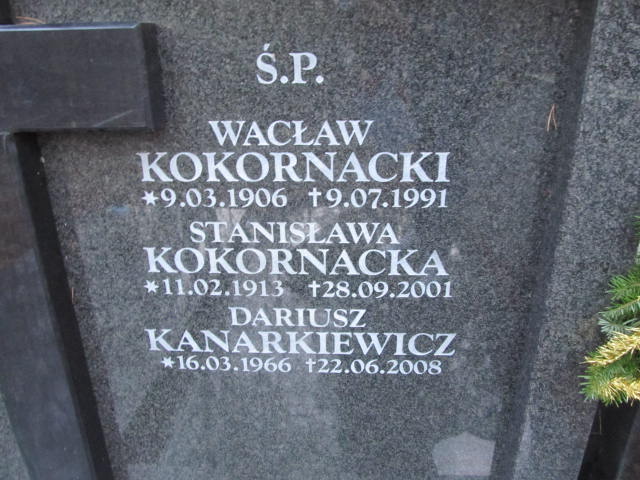 Ś.P.
WACŁAW
KOKORNACKI
*9.03.1906 †9.07.1991
STANISŁAWA
KOKORNACKA
*11.02.1913 †28.09.2001
DARIUSZ
KANARKIEWICZ
*16.03.1966 †22.06.2008